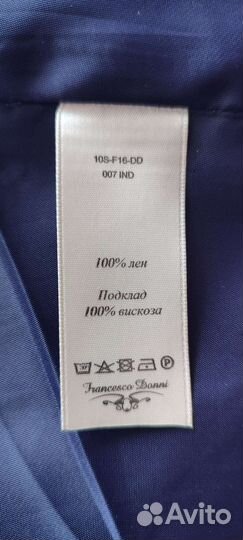 10S-F16-DD
007 IND
100% лен
Подклад
100% вискоза
Francesco Donni
Avito